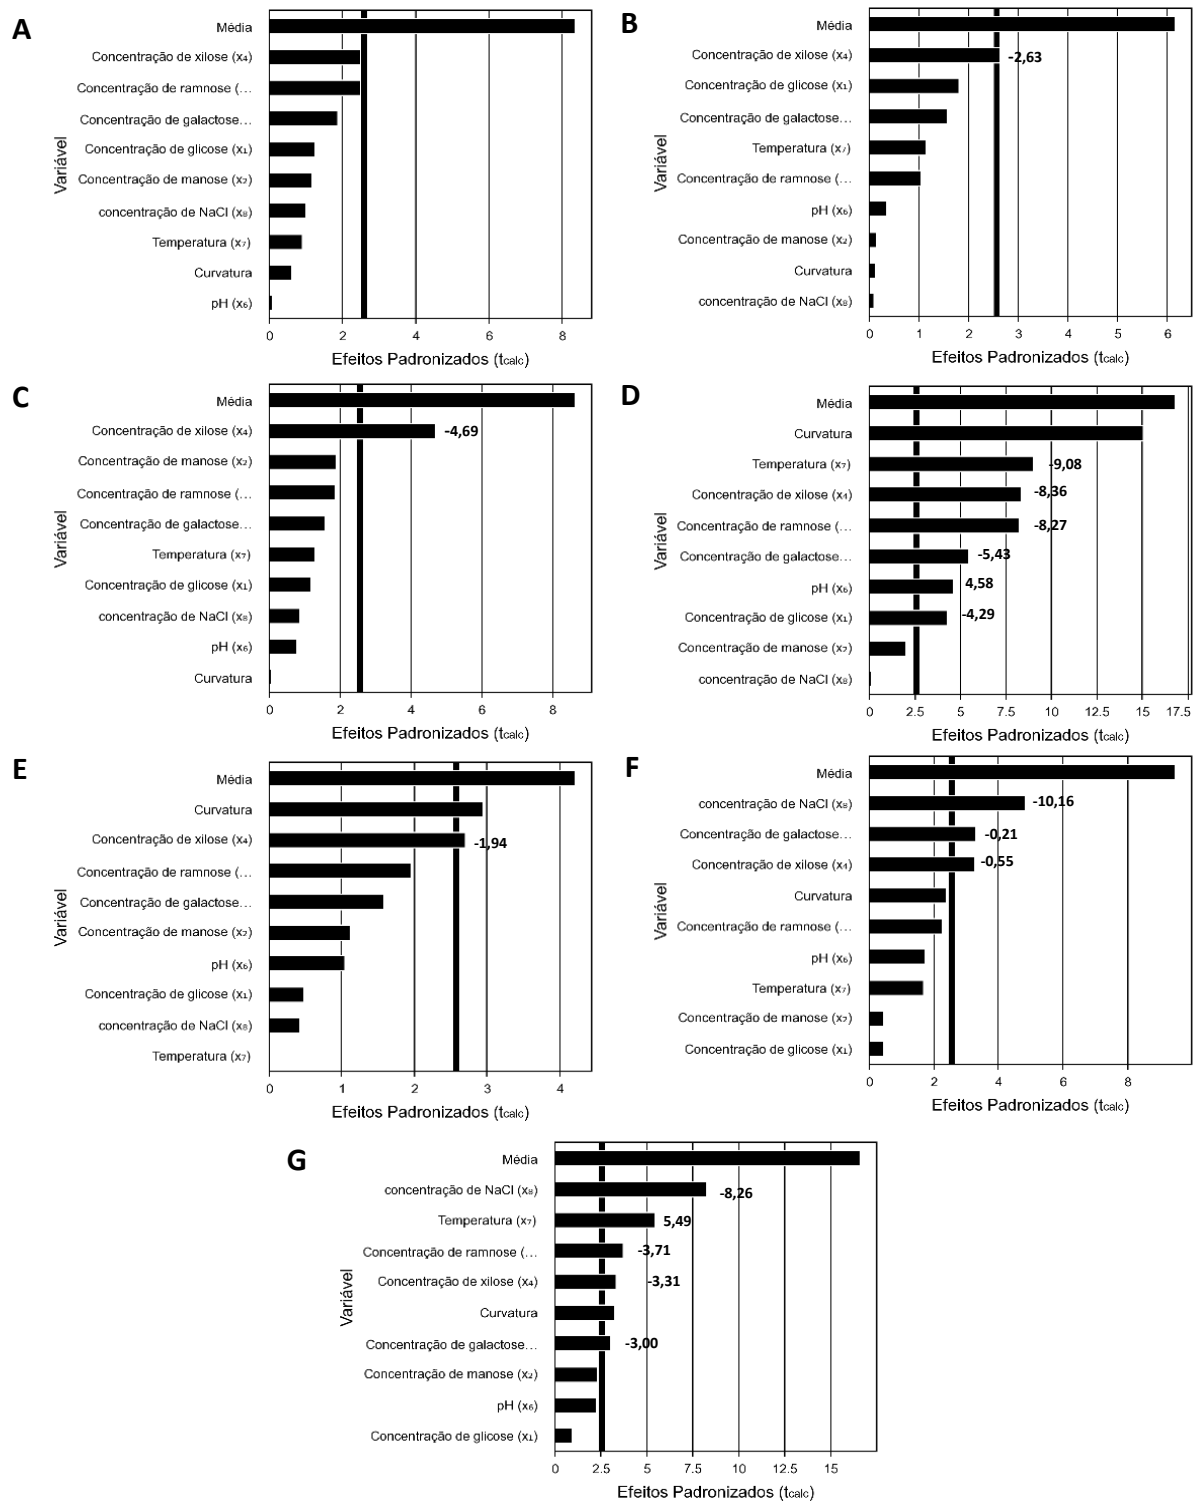 A
Média
Concentração de xilose (x₄)
Concentração de ramnose (...
Concentração de galactose...
Concentração de glicose (x₁)
Concentração de manose (x₂)
concentração de NaCl (x₈)
Temperatura (x₇)
Curvatura
pH (x₆)
Variável
0 2 4 6 8
Efeitos Padronizados (tcalc)
B
Média
Concentração de xilose (x₄)
-2,63
Concentração de glicose (x₁)
Concentração de galactose...
Temperatura (x₇)
Concentração de ramnose (...
pH (x₆)
Concentração de manose (x₂)
Curvatura
concentração de NaCl (x₈)
Variável
0 1 2 3 4 5 6
Efeitos Padronizados (tcalc)
C
Média
Concentração de xilose (x₄)
-4,69
Concentração de manose (x₂)
Concentração de ramnose (...
Concentração de galactose...
Temperatura (x₇)
Concentração de glicose (x₁)
concentração de NaCl (x₈)
pH (x₆)
Curvatura
Variável
0 2 4 6 8
Efeitos Padronizados (tcalc)
D
Média
Curvatura
Temperatura (x₇)
-9,08
Concentração de xilose (x₄)
-8,36
Concentração de ramnose (...
-8,27
Concentração de galactose...
-5,43
pH (x₆)
4,58
Concentração de glicose (x₁)
-4,29
Concentração de manose (x₂)
concentração de NaCl (x₈)
Variável
0 2.5 5 7.5 10 12.5 15 17.5
Efeitos Padronizados (tcalc)
E
Média
Curvatura
Concentração de xilose (x₄)
-1,94
Concentração de ramnose (...
Concentração de galactose...
Concentração de manose (x₂)
pH (x₆)
Concentração de glicose (x₁)
concentração de NaCl (x₈)
Temperatura (x₇)
Variável
0 1 2 3 4
Efeitos Padronizados (tcalc)
F
Média
concentração de NaCl (x₈)
-10,16
Concentração de galactose...
-0,21
Concentração de xilose (x₄)
-0,55
Curvatura
Concentração de ramnose (...
pH (x₆)
Temperatura (x₇)
Concentração de manose (x₂)
Concentração de glicose (x₁)
Variável
0 2 4 6 8
Efeitos Padronizados (tcalc)
G
Média
concentração de NaCl (x₈)
-8,26
Temperatura (x₇)
5,49
Concentração de ramnose (...
-3,71
Concentração de xilose (x₄)
-3,31
Curvatura
Concentração de galactose...
-3,00
Concentração de manose (x₂)
pH (x₆)
Concentração de glicose (x₁)
Variável
0 2.5 5 7.5 10 12.5 15
Efeitos Padronizados (tcalc)